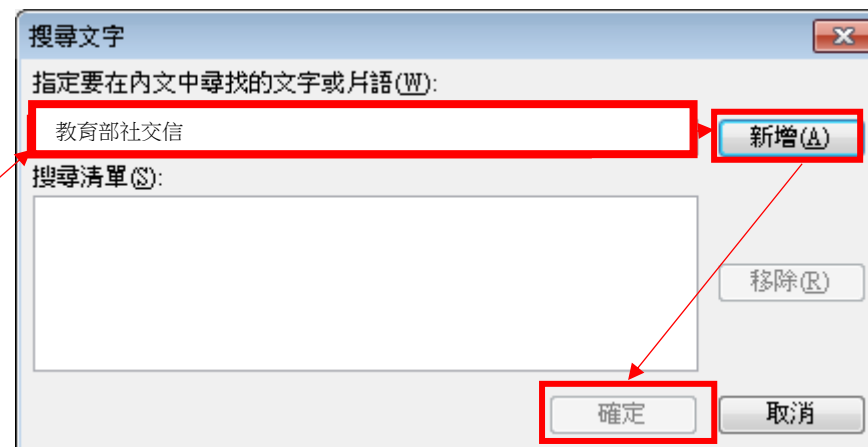 搜尋文字
指定要在內文中尋找的文字或片語(W):
教育部社交信
新增(A)
搜尋清單(S):
移除(R)
確定
取消